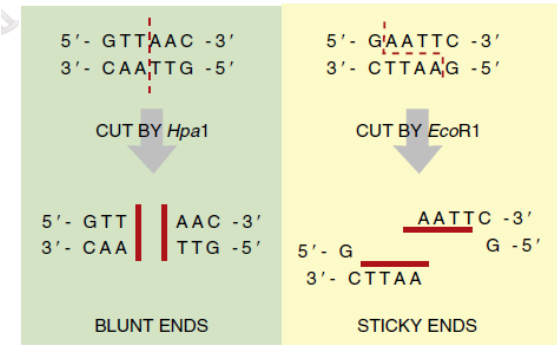 5′- GTTAAC -3′
3′- CAATTG -5′
CUT BY Hpa1
5′- GTT AAC -3′
3′- CAA TTG -5′
BLUNT ENDS
5′- GAATTC -3′
3′- CTTAAG -5′
CUT BY EcoR1
AATTC -3′
5′- G G -5′
3′- CTTAA
STICKY ENDS